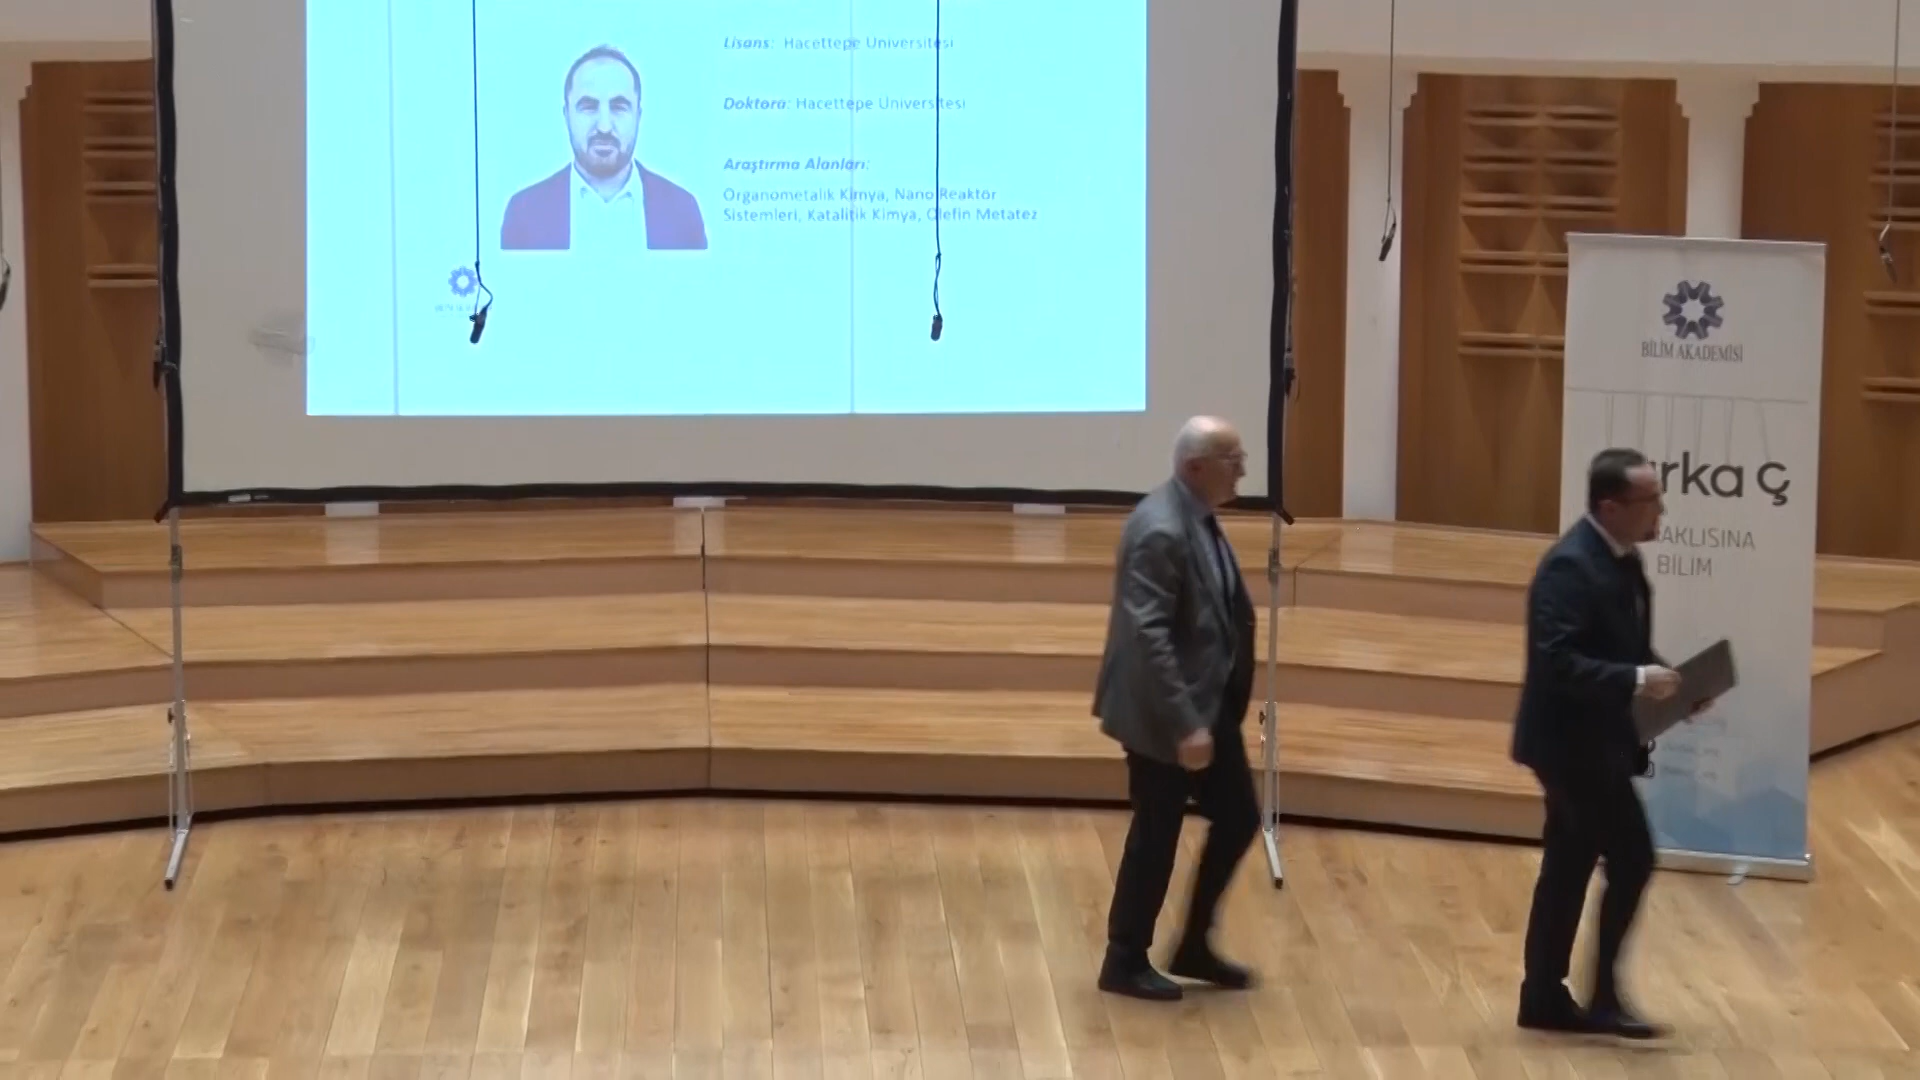 Lisans: Hacettepe Üniversitesi
Doktora: Hacettepe Üniversitesi
Araştırma Alanları:
Organometalik Kimya, Nano Reaktör
Sistemleri, Katalitik Kimya, Olefin Metatez
BİLİM AKADEMİSİ
arka ç
RAKLISINA
BİLİM